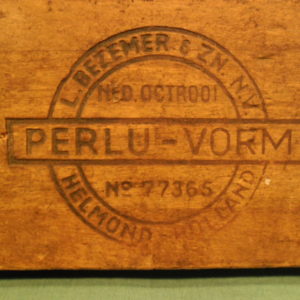 L. BEZEMER & ZN. N.V.
NED. OCTROOI
PERLU-VORM
No 77365
HELMOND-HOLLAND